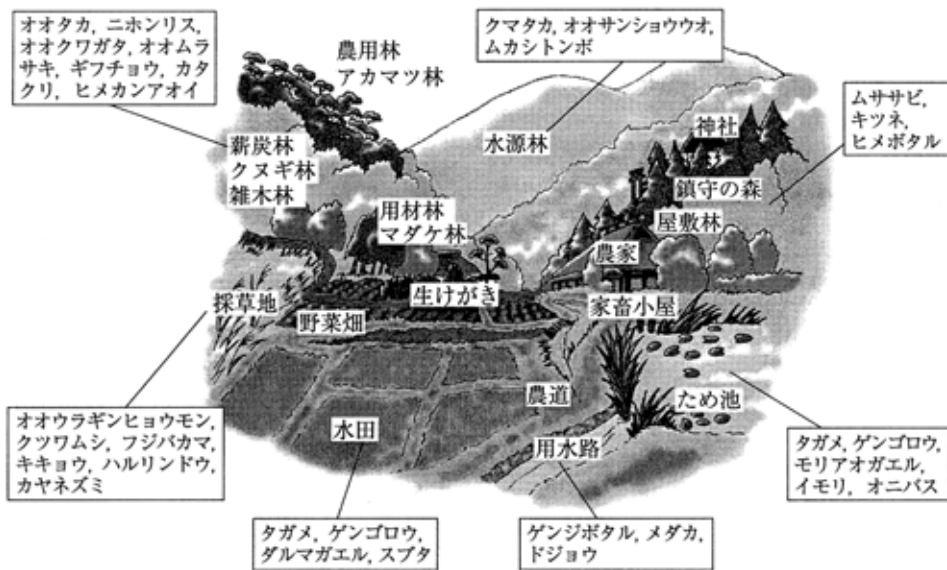 オオタカ, ニホンリス,
オオクワガタ, オオムラ
サキ, ギフチョウ, カタ
クリ, ヒメカンアオイ
農用林
アカマツ林
クマタカ, オオサンショウウオ,
ムカシトンボ
ムササビ,
キツネ,
ヒメボタル
薪炭林
クヌギ林
雑木林
水源林
神社
鎮守の森
用材林
マダケ林
屋敷林
農家
採草地
生けがき
家畜小屋
野菜畑
農道
ため池
水田
用水路
オオウラギンヒョウモン,
クツワムシ, フジバカマ,
キキョウ, ハルリンドウ,
カヤネズミ
タガメ, ゲンゴロウ,
モリアオガエル,
イモリ, オニバス
タガメ, ゲンゴロウ,
ダルマガエル, スブタ
ゲンジボタル, メダカ,
ドジョウ